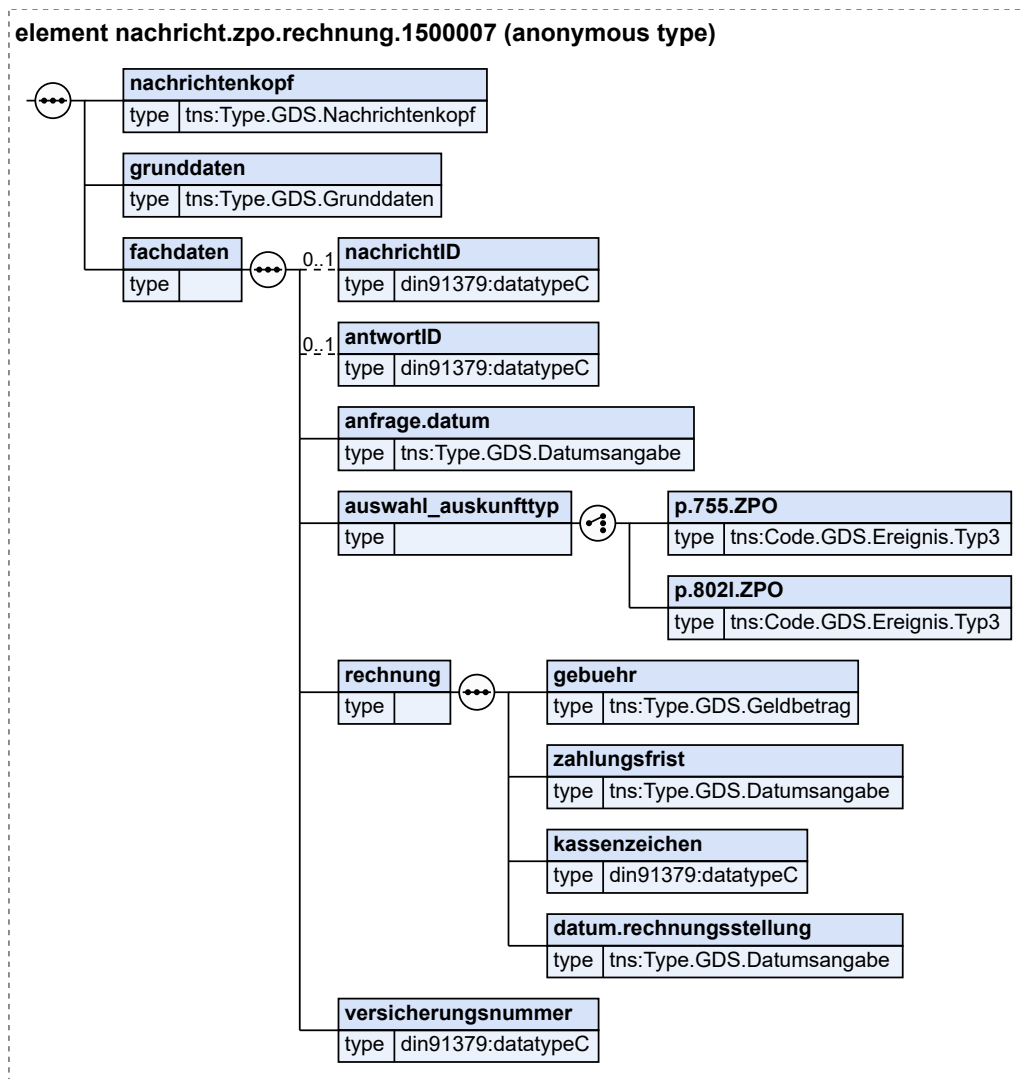 element nachricht.zpo.rechnung.1500007 (anonymous type)
nachrichtenkopf
type tns:Type.GDS.Nachrichtenkopf
grunddaten
type tns:Type.GDS.Grunddaten
fachdaten
type
0..1
nachrichtID
type din91379:datatypeC
0..1
antwortID
type din91379:datatypeC
anfrage.datum
type tns:Type.GDS.Datumsangabe
auswahl_auskunfttyp
type
p.755.ZPO
type tns:Code.GDS.Ereignis.Typ3
p.802l.ZPO
type tns:Code.GDS.Ereignis.Typ3
rechnung
type
gebuehr
type tns:Type.GDS.Geldbetrag
zahlungsfrist
type tns:Type.GDS.Datumsangabe
kassenzeichen
type din91379:datatypeC
datum.rechnungsstellung
type tns:Type.GDS.Datumsangabe
versicherungsnummer
type din91379:datatypeC